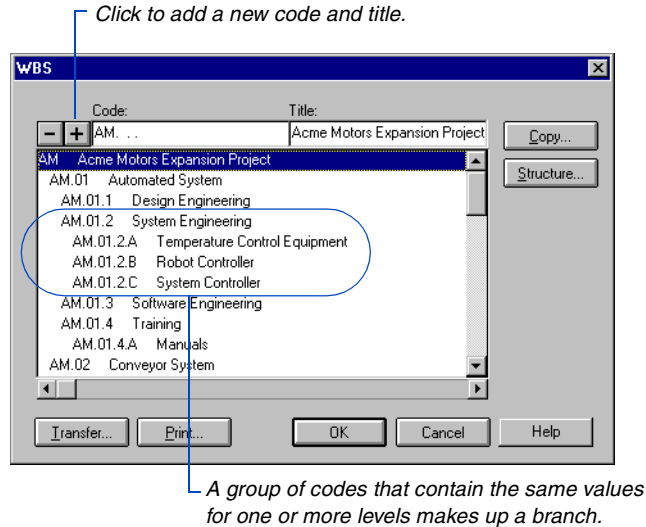 Click to add a new code and title.
WBS
Code: Title:
AM. . . Acme Motors Expansion Project
Copy...
AM Acme Motors Expansion Project
Structure...
AM.01 Automated System
AM.01.1 Design Engineering
AM.01.2 System Engineering
AM.01.2.A Temperature Control Equipment
AM.01.2.B Robot Controller
AM.01.2.C System Controller
AM.01.3 Software Engineering
AM.01.4 Training
AM.01.4.A Manuals
AM.02 Conveyor System
Transfer... Print... OK Cancel Help
A group of codes that contain the same values
for one or more levels makes up a branch.